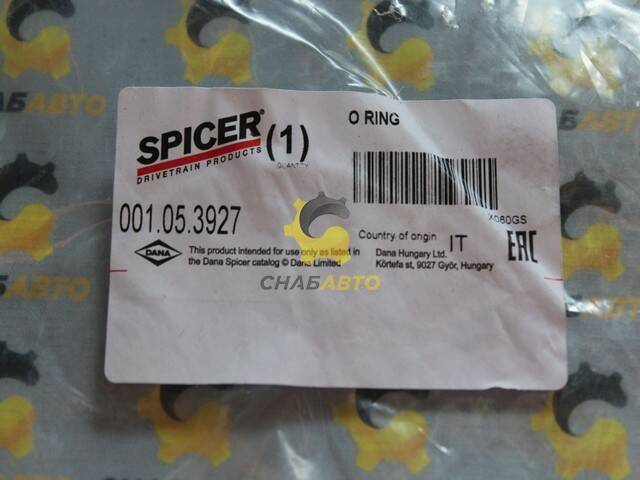 СНАБАВТО
SPICER®
DRIVETRAIN PRODUCTS
(1)
QUANTITY
O RING
X060GS
001.05.3927
Country of origin IT
EAC
DANA
This product intended for use only as listed in
the Dana Spicer catalog © Dana Limited
Dana Hungary Ltd.
Körtefa st, 9027 Győr, Hungary
СНАБАВТО